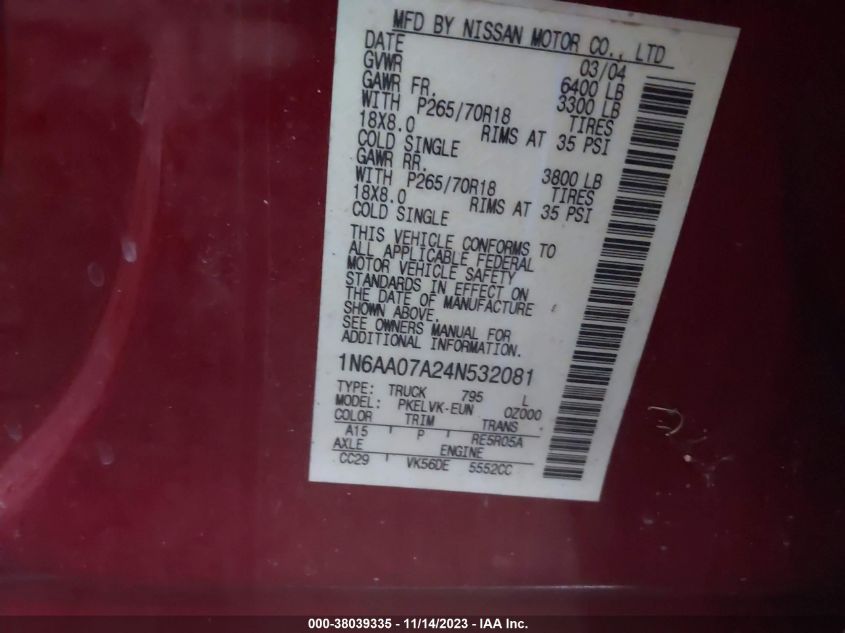 MFD BY NISSAN MOTOR CO., LTD
DATE 03/04
GVWR 6400 LB
GAWR FR. 3300 LB
WITH P265/70R18 TIRES
18X8.0 RIMS AT 35 PSI
COLD SINGLE
GAWR RR. 3800 LB
WITH P265/70R18 TIRES
18X8.0 RIMS AT 35 PSI
COLD SINGLE
THIS VEHICLE CONFORMS TO
ALL APPLICABLE FEDERAL
MOTOR VEHICLE SAFETY
STANDARDS IN EFFECT ON
THE DATE OF MANUFACTURE
SHOWN ABOVE.
SEE OWNERS MANUAL FOR
ADDITIONAL INFORMATION.
1N6AA07A24N532081
TYPE: TRUCK 795 L
MODEL: PKELVK-EUN 0Z000
COLOR TRIM TRANS
A15 P RE5R05A
AXLE ENGINE
CC29 VK56DE 5552CC
000-38039335 - 11/14/2023 - IAA Inc.